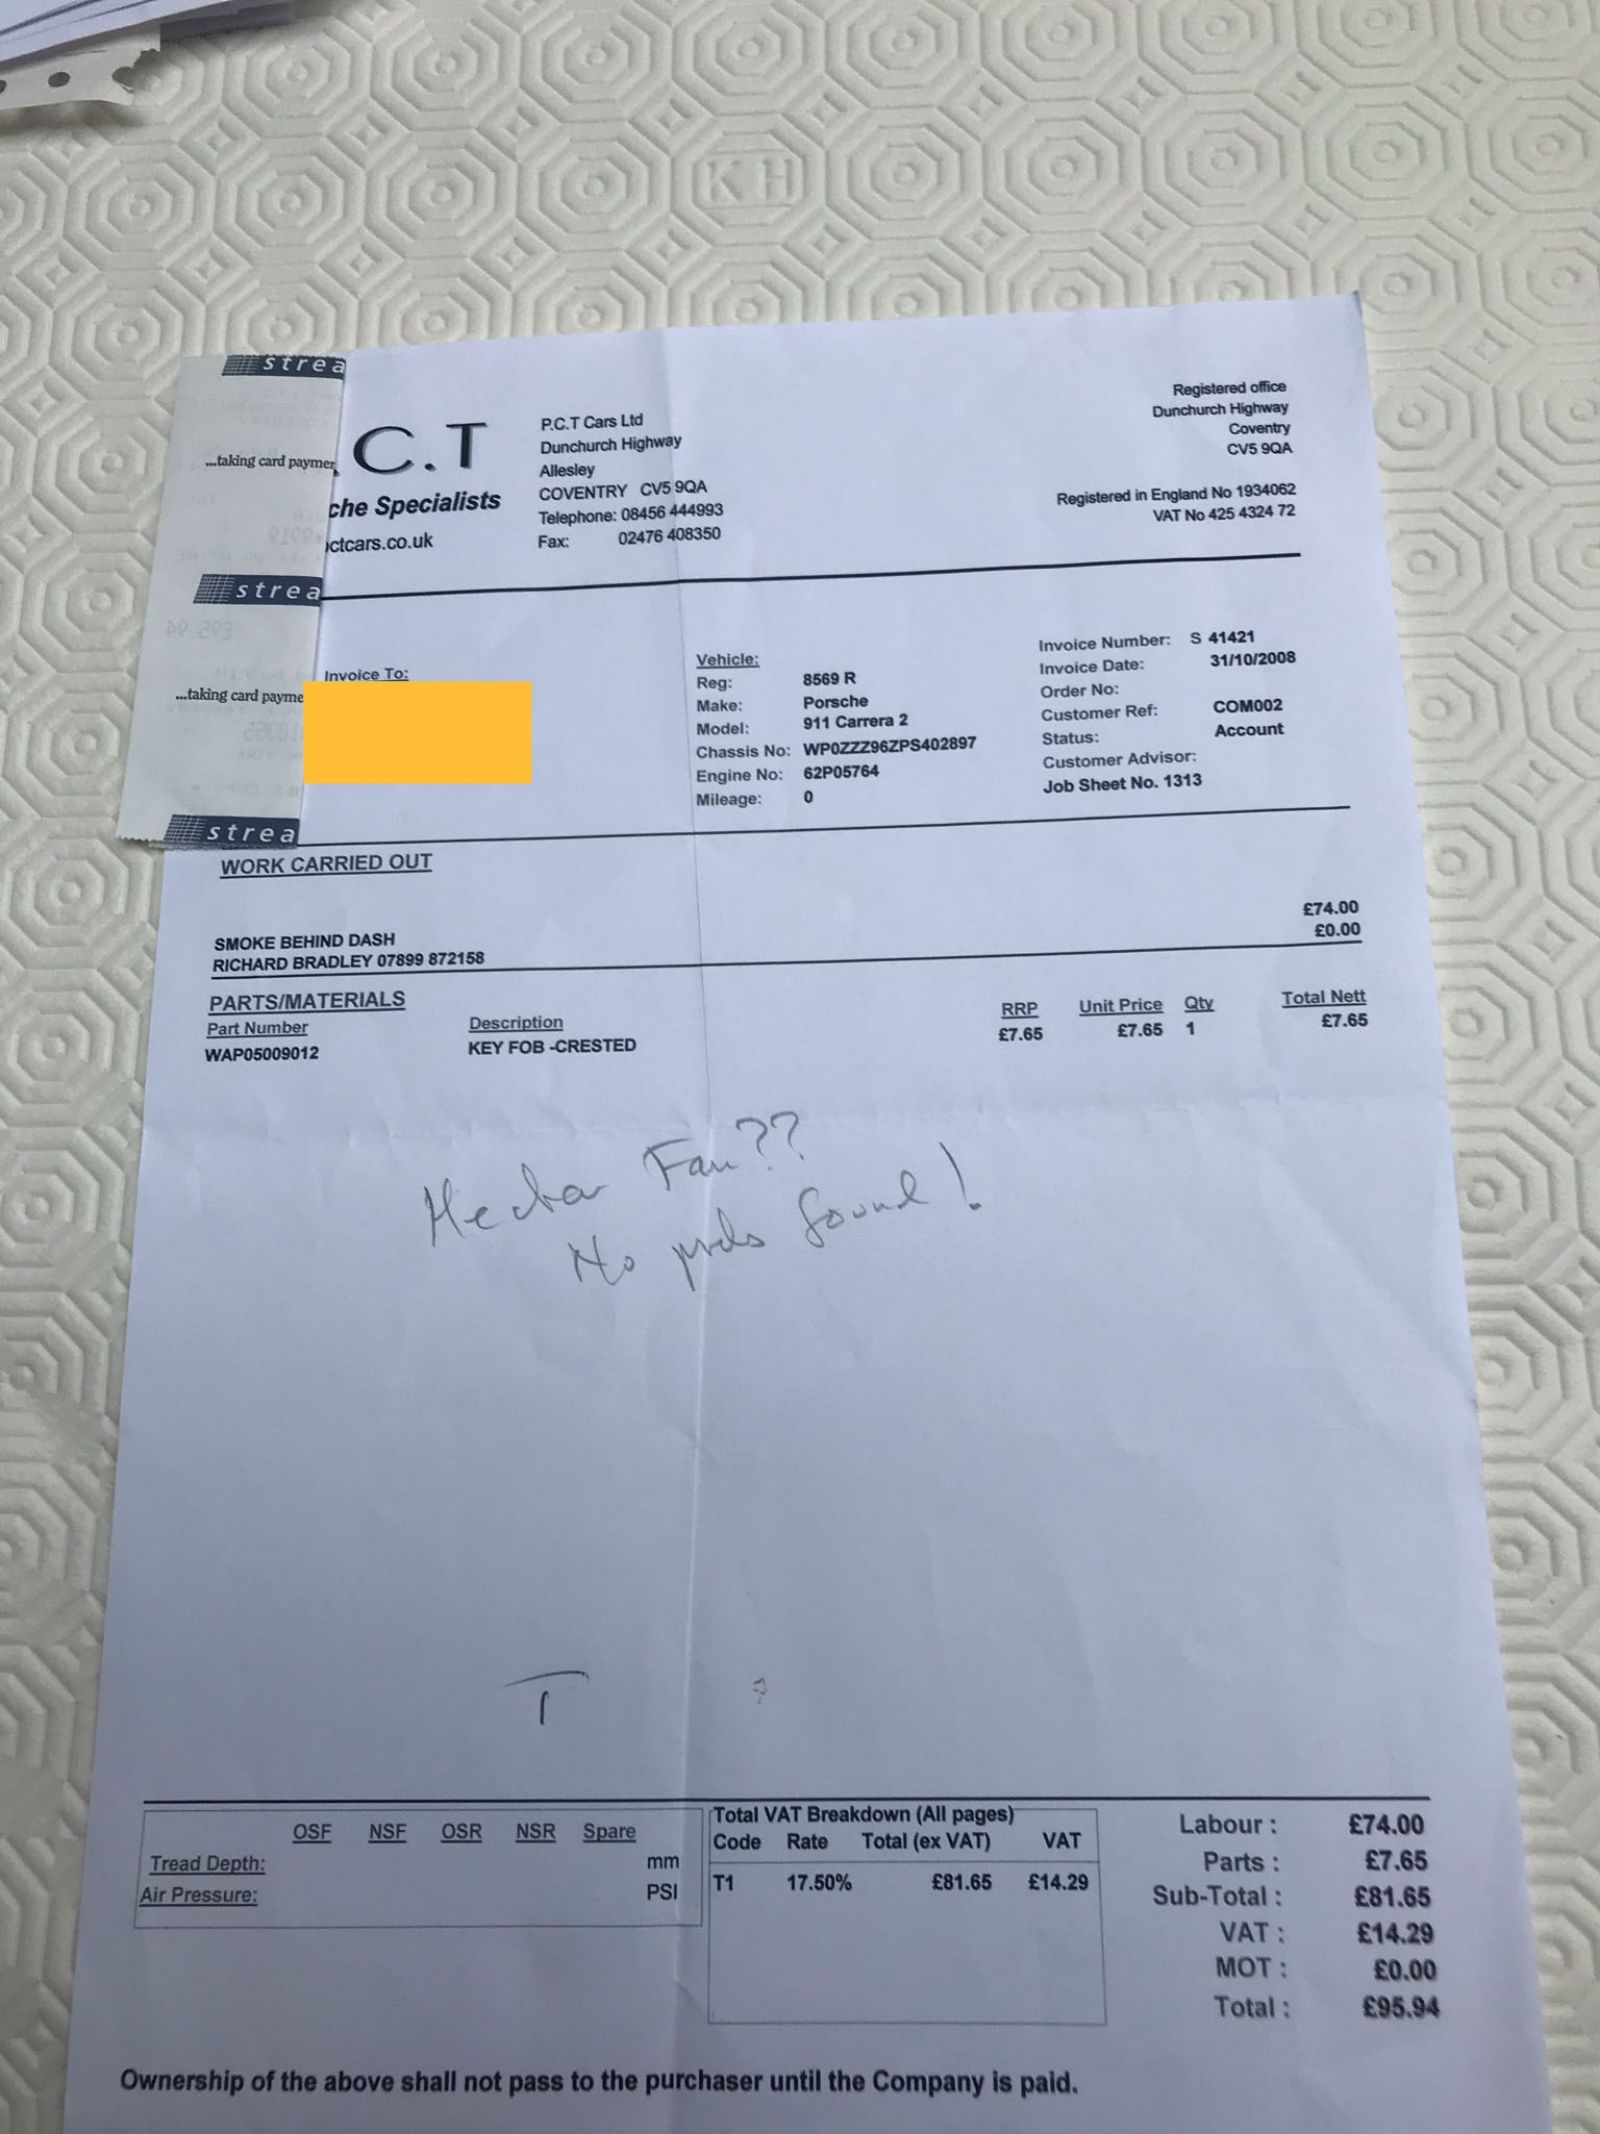 KH
strea
...taking card paymen
strea
...taking card payme
strea
C.T
che Specialists
ctcars.co.uk
P.C.T Cars Ltd
Dunchurch Highway
Allesley
COVENTRY CV5 9QA
Telephone: 08456 444993
Fax: 02476 408350
Registered office
Dunchurch Highway
Coventry
CV5 9QA
Registered in England No 1934062
VAT No 425 4324 72
£95.94
Invoice To:
Vehicle:
Reg: 8569 R
Make: Porsche
Model: 911 Carrera 2
Chassis No: WP0ZZZ96ZPS402897
Engine No: 62P05764
Mileage: 0
Invoice Number: S 41421
Invoice Date: 31/10/2008
Order No:
Customer Ref: COM002
Status: Account
Customer Advisor:
Job Sheet No. 1313
WORK CARRIED OUT
SMOKE BEHIND DASH £74.00
RICHARD BRADLEY 07899 872158 £0.00
PARTS/MATERIALS
Part Number Description RRP Unit Price Qty Total Nett
WAP05009012 KEY FOB -CRESTED £7.65 £7.65 1 £7.65
Fan??
No found!
T
OSF NSF OSR NSR Spare
Tread Depth: mm
Air Pressure: PSI
Total VAT Breakdown (All pages)
Code Rate Total (ex VAT) VAT
T1 17.50% £81.65 £14.29
Labour : £74.00
Parts : £7.65
Sub-Total : £81.65
VAT : £14.29
MOT : £0.00
Total : £95.94
Ownership of the above shall not pass to the purchaser until the Company is paid.